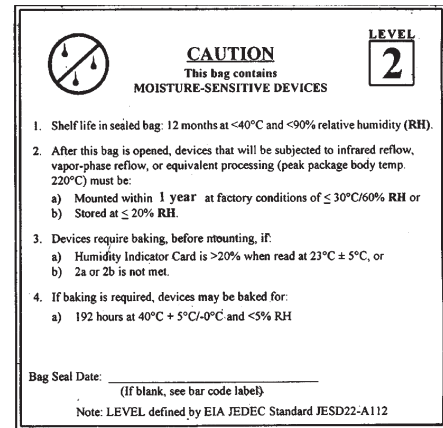 LEVEL
2
CAUTION
This bag contains
MOISTURE-SENSITIVE DEVICES
1. Shelf life in sealed bag: 12 months at <40°C and <90% relative humidity (RH).
2. After this bag is opened, devices that will be subjected to infrared reflow,
vapor-phase reflow, or equivalent processing (peak package body temp.
220°C) must be:
a) Mounted within 1 year at factory conditions of ≤ 30°C/60% RH or
b) Stored at ≤ 20% RH.
3. Devices require baking, before mounting, if:
a) Humidity Indicator Card is >20% when read at 23°C ± 5°C, or
b) 2a or 2b is not met.
4. If baking is required, devices may be baked for:
a) 192 hours at 40°C + 5°C/-0°C and <5% RH
Bag Seal Date:
(If blank, see bar code label)
Note: LEVEL defined by EIA JEDEC Standard JESD22-A112